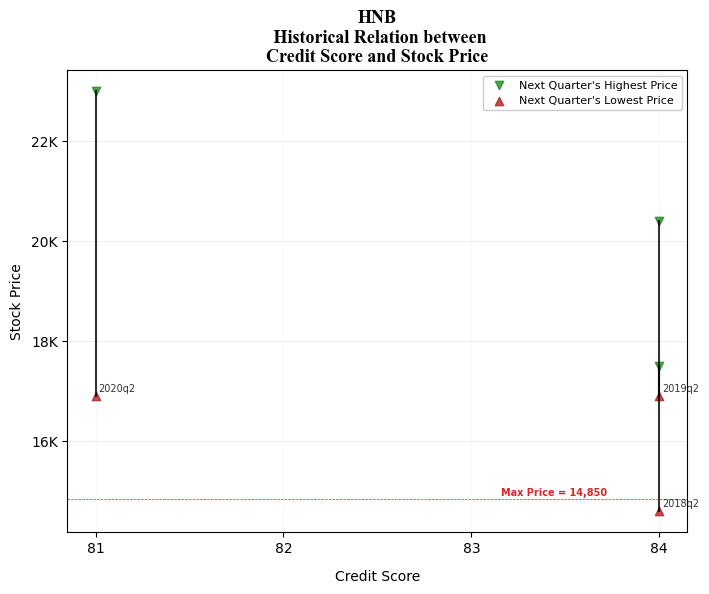 HNB
Historical Relation between
Credit Score and Stock Price
Next Quarter's Highest Price
Next Quarter's Lowest Price
Stock Price
22K
20K
18K
16K
2020q2
2019q2
Max Price = 14,850
2018q2
81
82
83
84
Credit Score